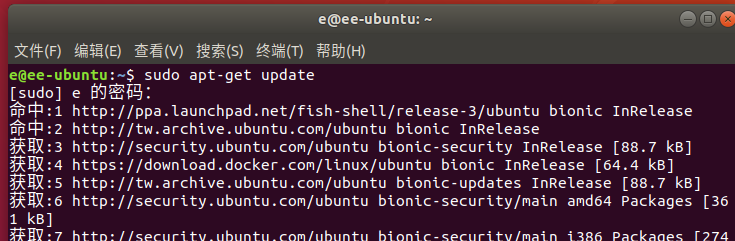 e@ee-ubuntu: ~
文件(F) 编辑(E) 查看(V) 搜索(S) 终端(T) 帮助(H)
e@ee-ubuntu:~$ sudo apt-get update
[sudo] e 的密码：
命中:1 http://ppa.launchpad.net/fish-shell/release-3/ubuntu bionic InRelease
命中:2 http://tw.archive.ubuntu.com/ubuntu bionic InRelease
获取:3 http://security.ubuntu.com/ubuntu bionic-security InRelease [88.7 kB]
获取:4 https://download.docker.com/linux/ubuntu bionic InRelease [64.4 kB]
获取:5 http://tw.archive.ubuntu.com/ubuntu bionic-updates InRelease [88.7 kB]
获取:6 http://security.ubuntu.com/ubuntu bionic-security/main amd64 Packages [36
1 kB]
获取:7 http://security.ubuntu.com/ubuntu bionic-security/main i386 Packages [274